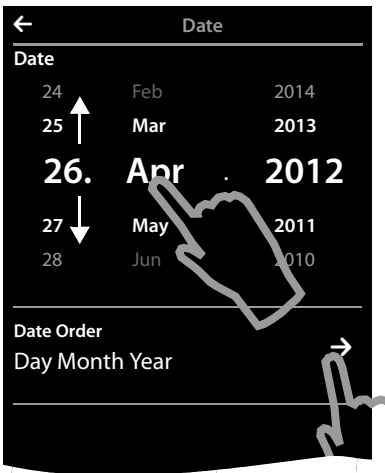 Date
Date
24 Feb 2014
25 Mar 2013
26. Apr . 2012
27 May 2011
28 Jun 2010
Date Order
Day Month Year